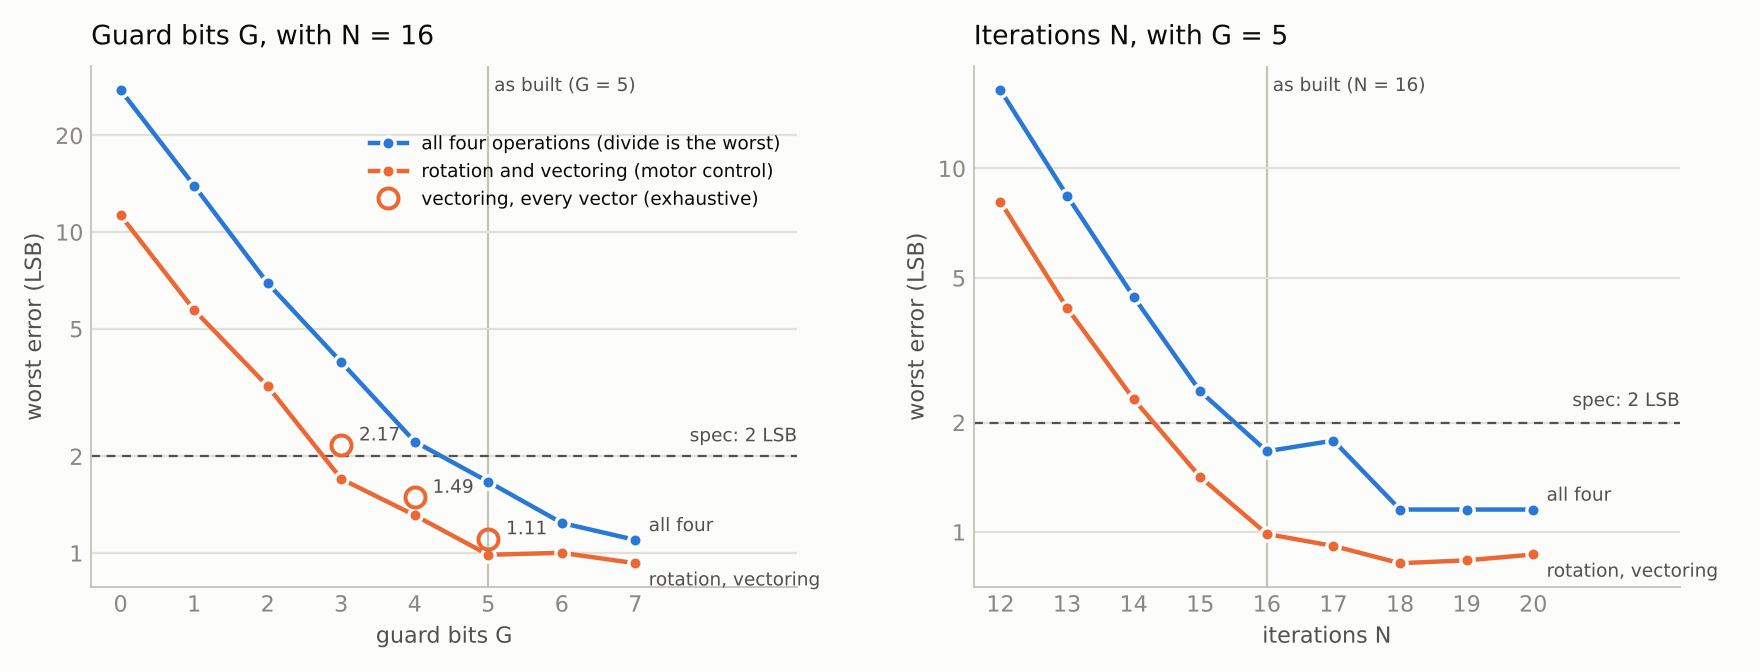 Guard bits G, with N = 16
as built (G = 5)
all four operations (divide is the worst)
rotation and vectoring (motor control)
vectoring, every vector (exhaustive)
worst error (LSB)
20
10
5
2
1
2.17
1.49
1.11
spec: 2 LSB
all four
rotation, vectoring
0 1 2 3 4 5 6 7
guard bits G
Iterations N, with G = 5
as built (N = 16)
worst error (LSB)
10
5
2
1
spec: 2 LSB
all four
rotation, vectoring
12 13 14 15 16 17 18 19 20
iterations N